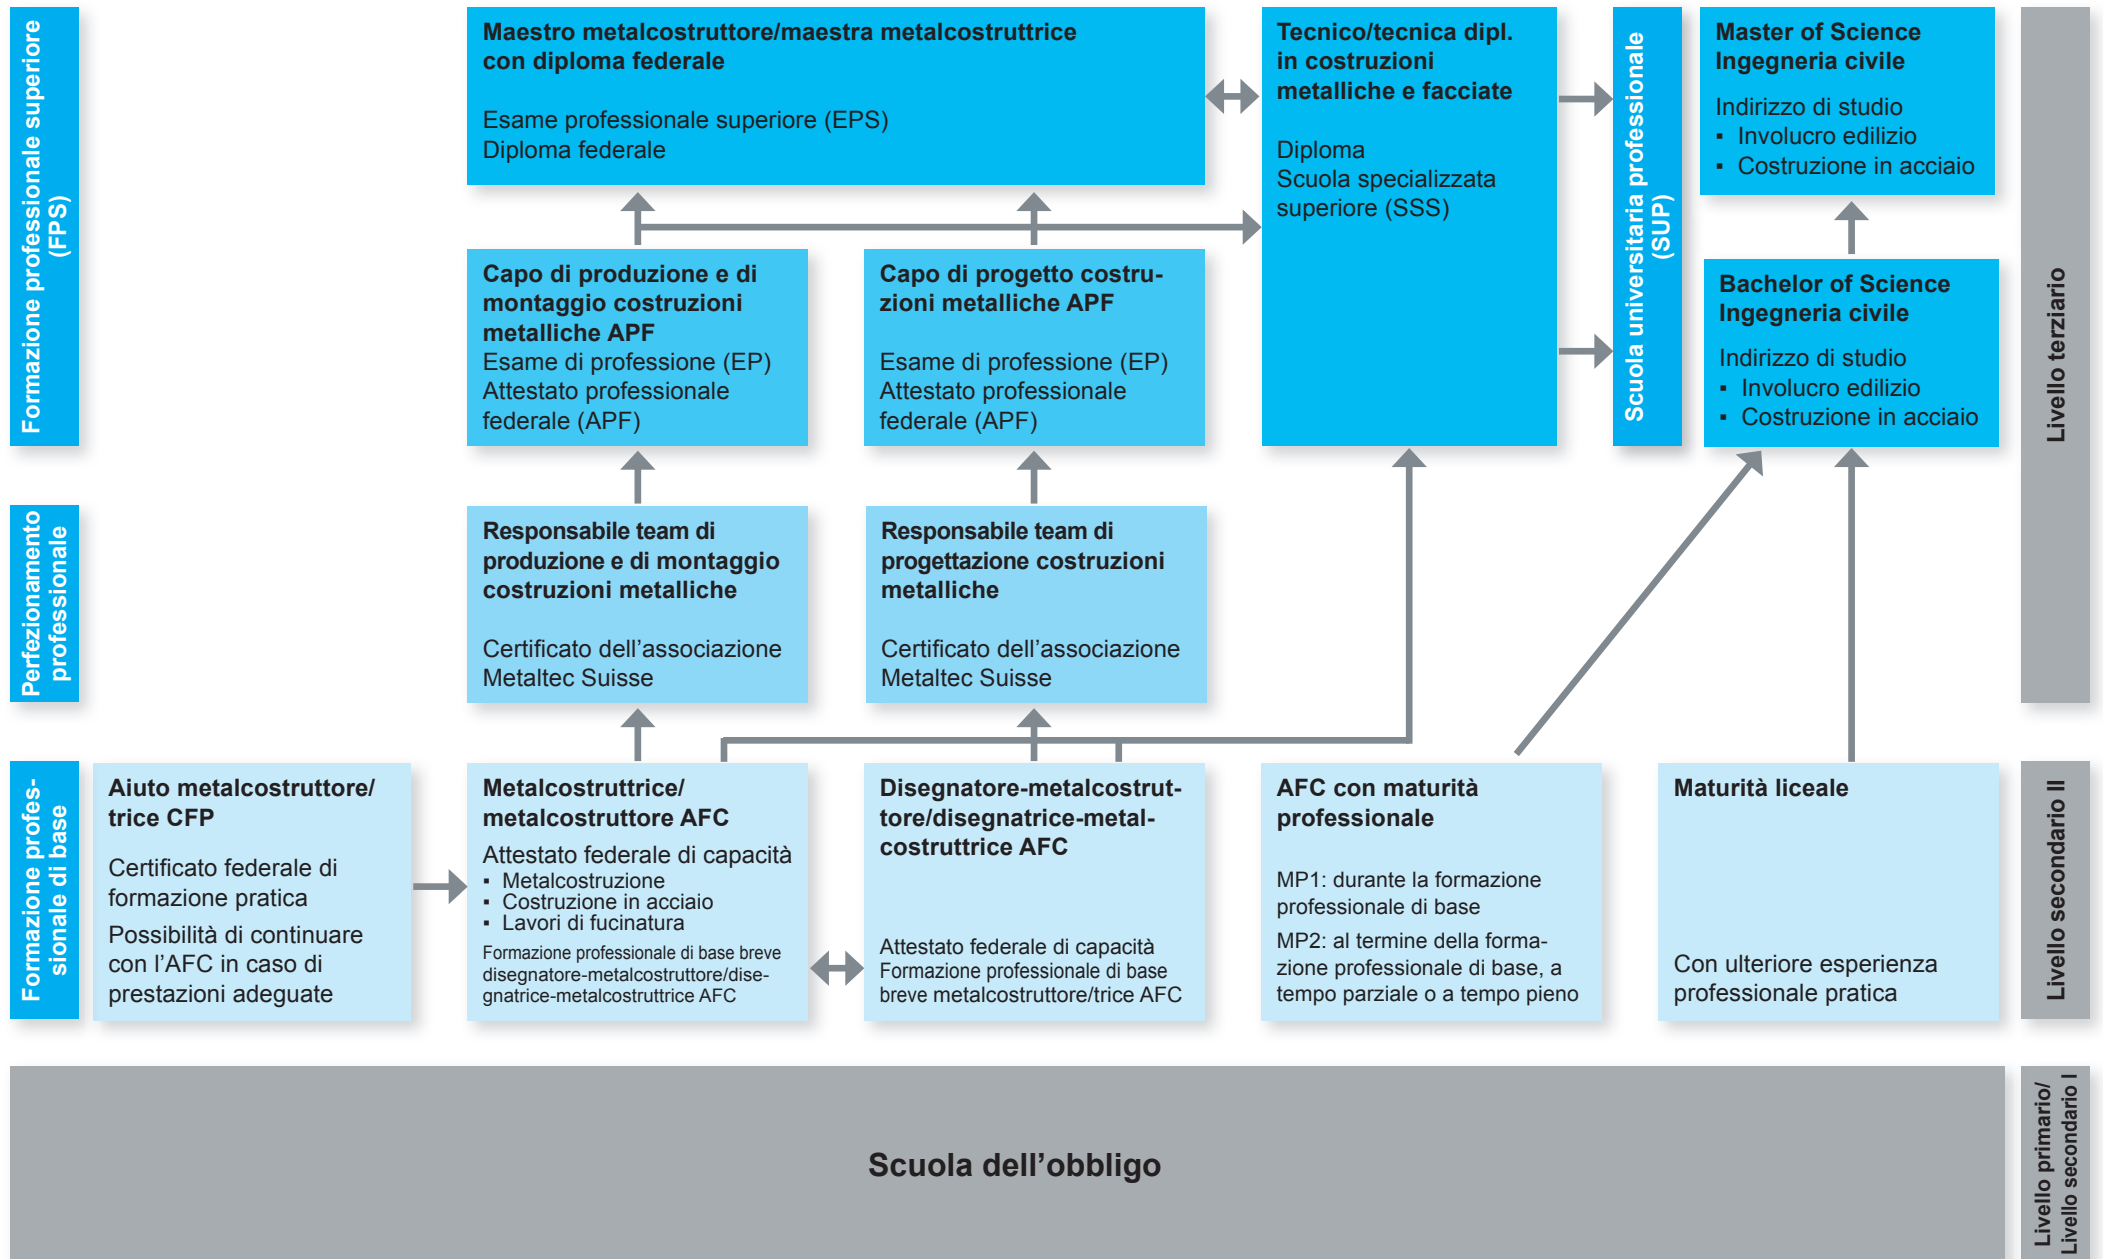 Formazione professionale superiore
(FPS)
Maestro metalcostruttore/maestra metalcostruttrice
con diploma federale
Esame professionale superiore (EPS)
Diploma federale
Tecnico/tecnica dipl.
in costruzioni
metalliche e facciate
Diploma
Scuola specializzata
superiore (SSS)
Scuola universitaria professionale
(SUP)
Master of Science
Ingegneria civile
Indirizzo di studio
▪ Involucro edilizio
▪ Costruzione in acciaio
Capo di produzione e di
montaggio costruzioni
metalliche APF
Esame di professione (EP)
Attestato professionale
federale (APF)
Capo di progetto costru-
zioni metalliche APF
Esame di professione (EP)
Attestato professionale
federale (APF)
Bachelor of Science
Ingegneria civile
Indirizzo di studio
▪ Involucro edilizio
▪ Costruzione in acciaio
Livello terziario
Perfezionamento
professionale
Responsabile team di
produzione e di montaggio
costruzioni metalliche
Certificato dell’associazione
Metaltec Suisse
Responsabile team di
progettazione costruzioni
metalliche
Certificato dell’associazione
Metaltec Suisse
Formazione profes-
sionale di base
Aiuto metalcostruttore/
trice CFP
Certificato federale di
formazione pratica
Possibilità di continuare
con l’AFC in caso di
prestazioni adeguate
Metalcostruttrice/
metalcostruttore AFC
Attestato federale di capacità
▪ Metalcostruzione
▪ Costruzione in acciaio
▪ Lavori di fucinatura
Formazione professionale di base breve
disegnatore-metalcostruttore/dise-
gnatrice-metalcostruttrice AFC
Disegnatore-metalcostrut-
tore/disegnatrice-metal-
costruttrice AFC
Attestato federale di capacità
Formazione professionale di base
breve metalcostruttore/trice AFC
AFC con maturità
professionale
MP1: durante la formazione
professionale di base
MP2: al termine della forma-
zione professionale di base, a
tempo parziale o a tempo pieno
Maturità liceale
Con ulteriore esperienza
professionale pratica
Livello secondario II
Scuola dell’obbligo
Livello primario/
Livello secondario I